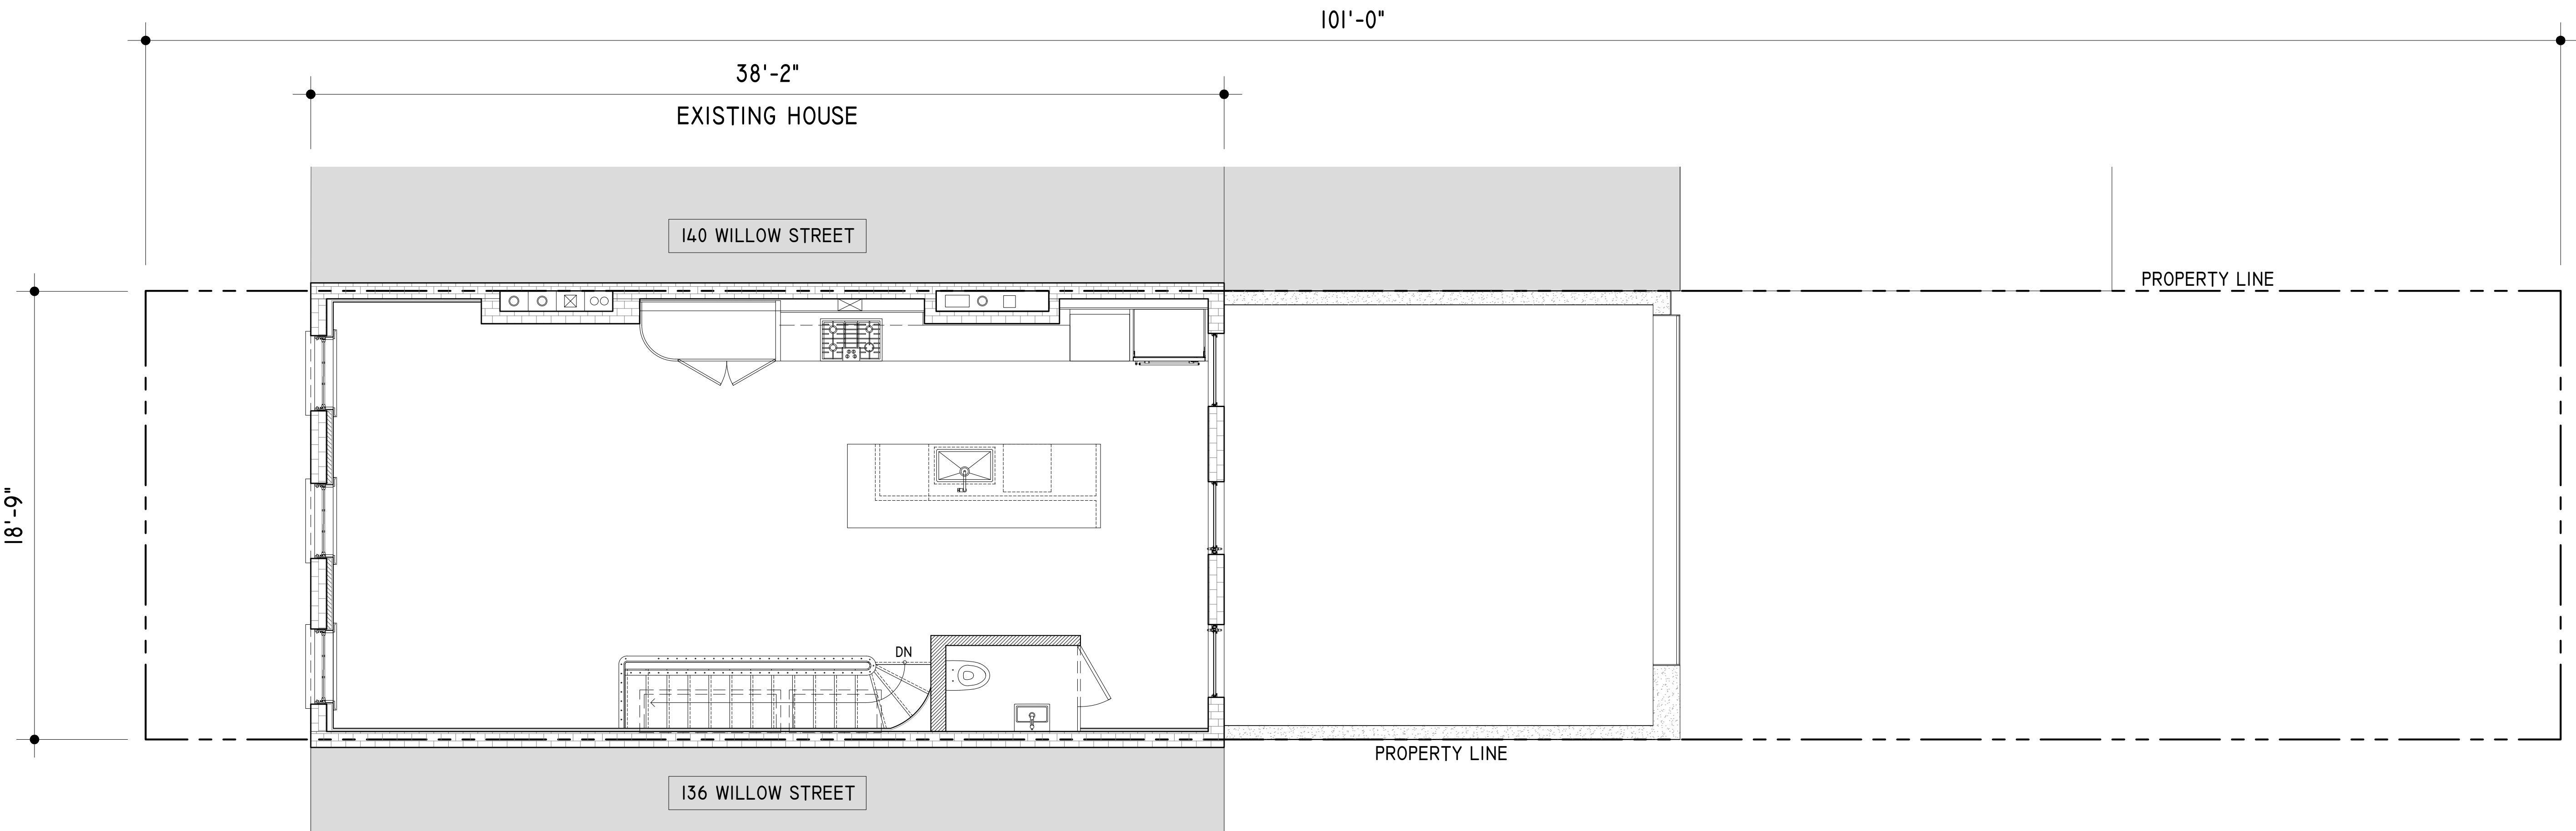 101'-0"
38'-2"
EXISTING HOUSE
140 WILLOW STREET
PROPERTY LINE
18'-9"
DN
PROPERTY LINE
136 WILLOW STREET